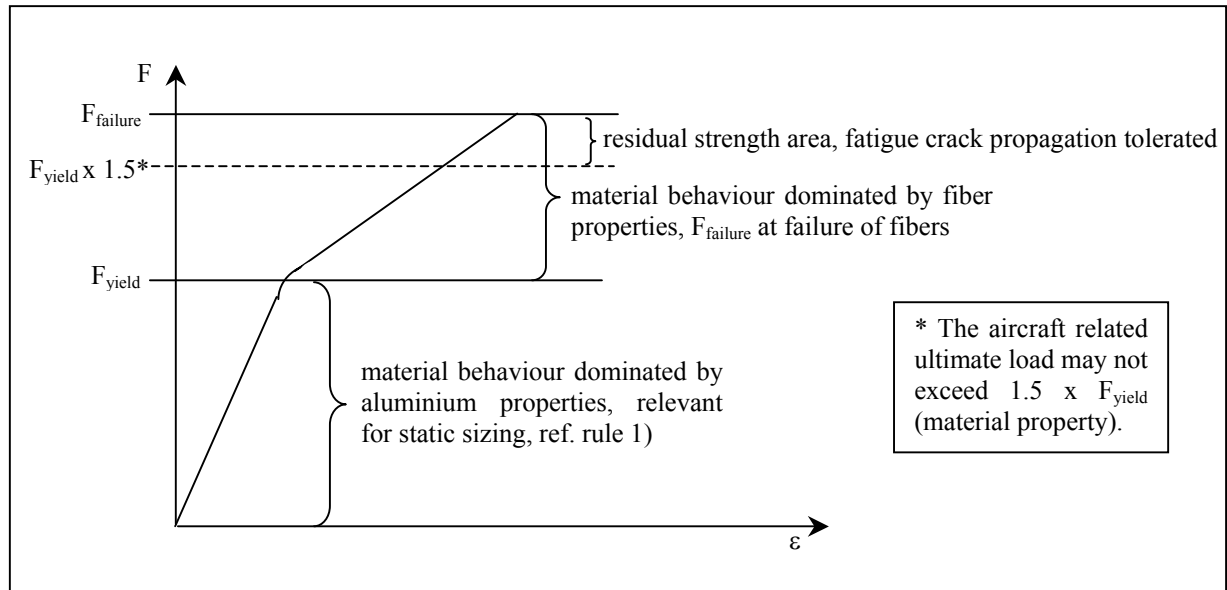 F
F_failure
residual strength area, fatigue crack propagation tolerated
F_yield x 1.5*
material behaviour dominated by fiber
properties, F_failure at failure of fibers
F_yield
* The aircraft related
ultimate load may not
exceed 1.5 x F_yield
(material property).
material behaviour dominated by
aluminium properties, relevant
for static sizing, ref. rule 1)
ε